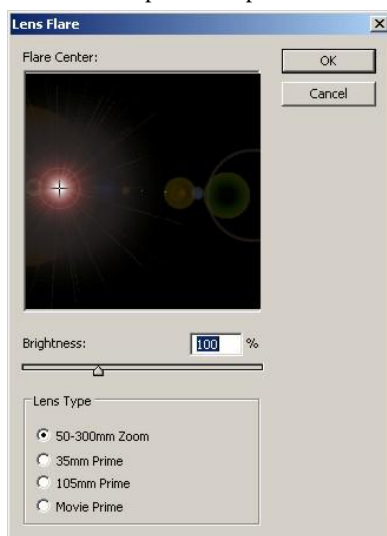 Lens Flare
Flare Center:
OK
Cancel
Brightness:
100 %
Lens Type
50-300mm Zoom
35mm Prime
105mm Prime
Movie Prime